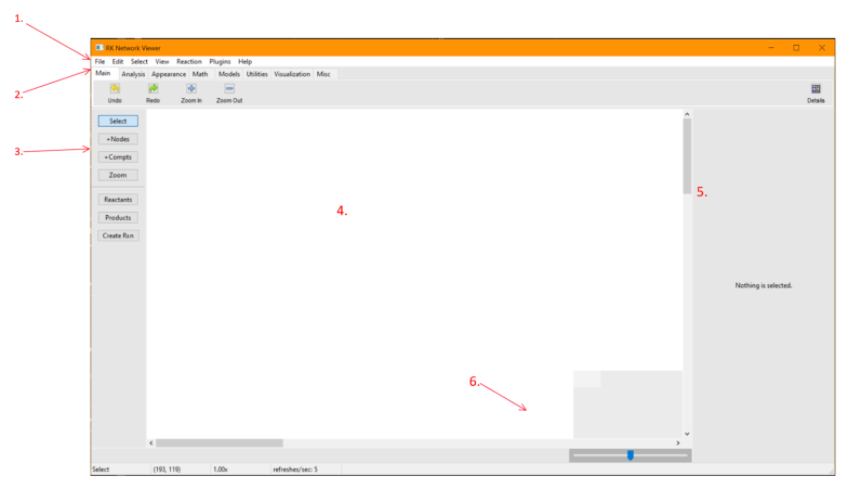 1.
RK Network Viewer
File Edit Select View Reaction Plugins Help
2.
Main Analysis Appearance Math Models Utilities Visualization Misc
Undo Redo Zoom In Zoom Out Details
3.
Select
+Nodes
+Compts
Zoom
Reactants
Products
Create Rxn
4.
5.
Nothing is selected.
6.
Select (193, 119) 1.00x refreshes/sec: 5